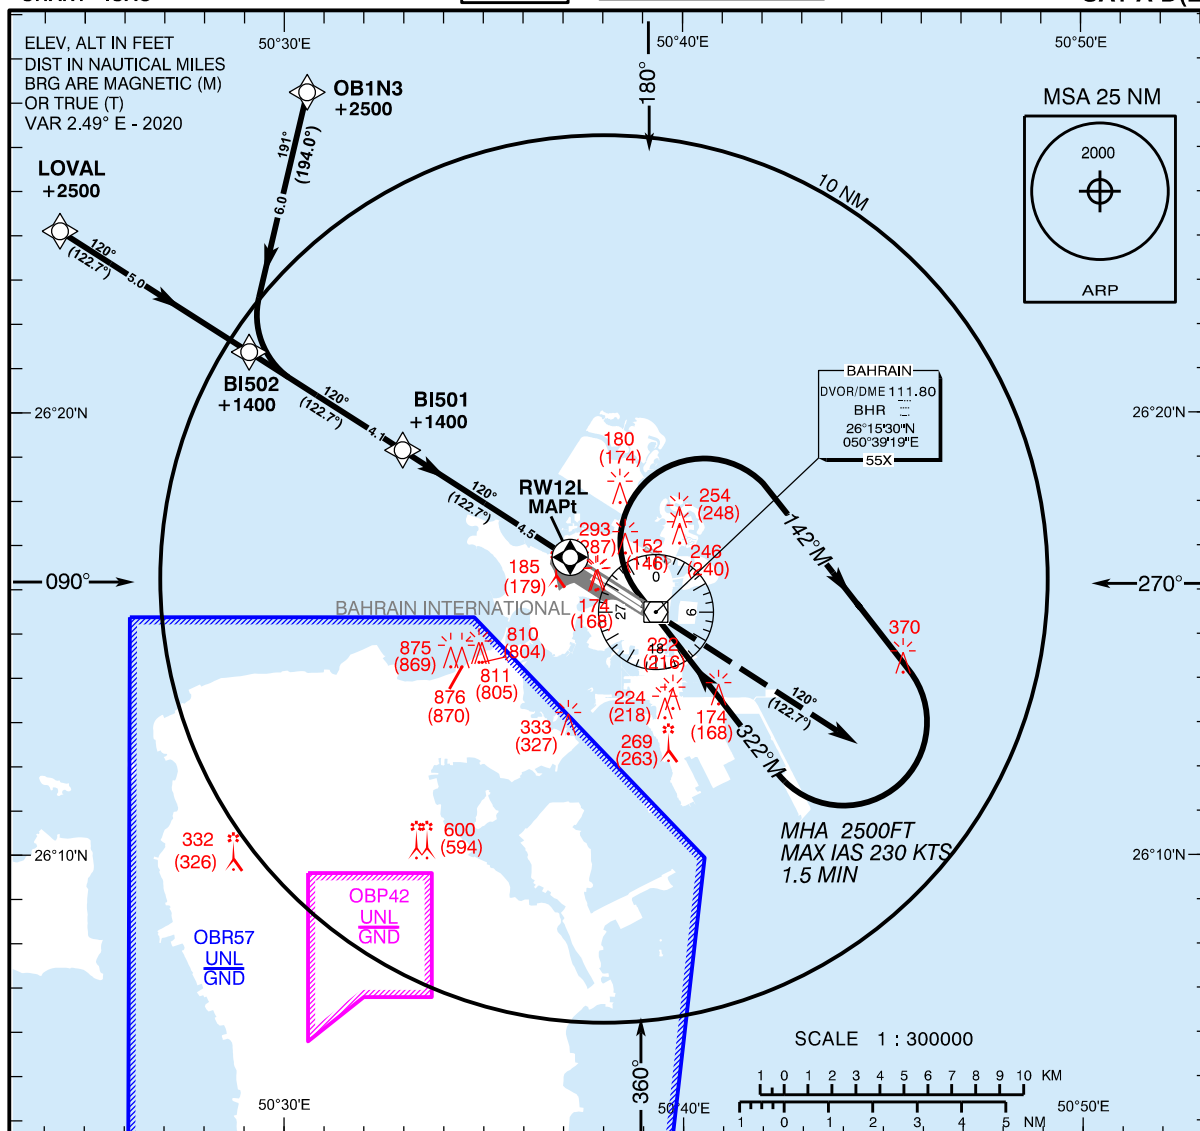 ELEV, ALT IN FEET
DIST IN NAUTICAL MILES
BRG ARE MAGNETIC (M)
OR TRUE (T)
VAR 2.49° E - 2020
50°30'E
50°40'E
50°50'E
180°
OB1N3
+2500
191°
(194.0°)
6.0
LOVAL
+2500
120°
(122.7°)
5.0
10 NM
MSA 25 NM
2000
ARP
BI502
+1400
120°
(122.7°)
4.1
BI501
+1400
120°
(122.7°)
4.5
26°20'N
26°20'N
BAHRAIN
DVOR/DME 111.80
BHR
26°15'30"N
050°39'19"E
55X
RW12L
MAPt
180
(174)
254
(248)
293
(287)
152
(146)
246
(240)
185
(179)
174
(168)
142°M
090°
270°
BAHRAIN INTERNATIONAL
0
9
18
27
222
(216)
370
875
(869)
810
(804)
811
(805)
876
(870)
333
(327)
224
(218)
174
(168)
269
(263)
120°
(122.7°)
322°M
MHA 2500FT
MAX IAS 230 KTS
1.5 MIN
332
(326)
600
(594)
26°10'N
26°10'N
OBP42
UNL
GND
OBR57
UNL
GND
360°
SCALE 1 : 300000
1 0 1 2 3 4 5 6 7 8 9 10 KM
1 0 1 2 3 4 5 NM
50°30'E
50°40'E
50°50'E